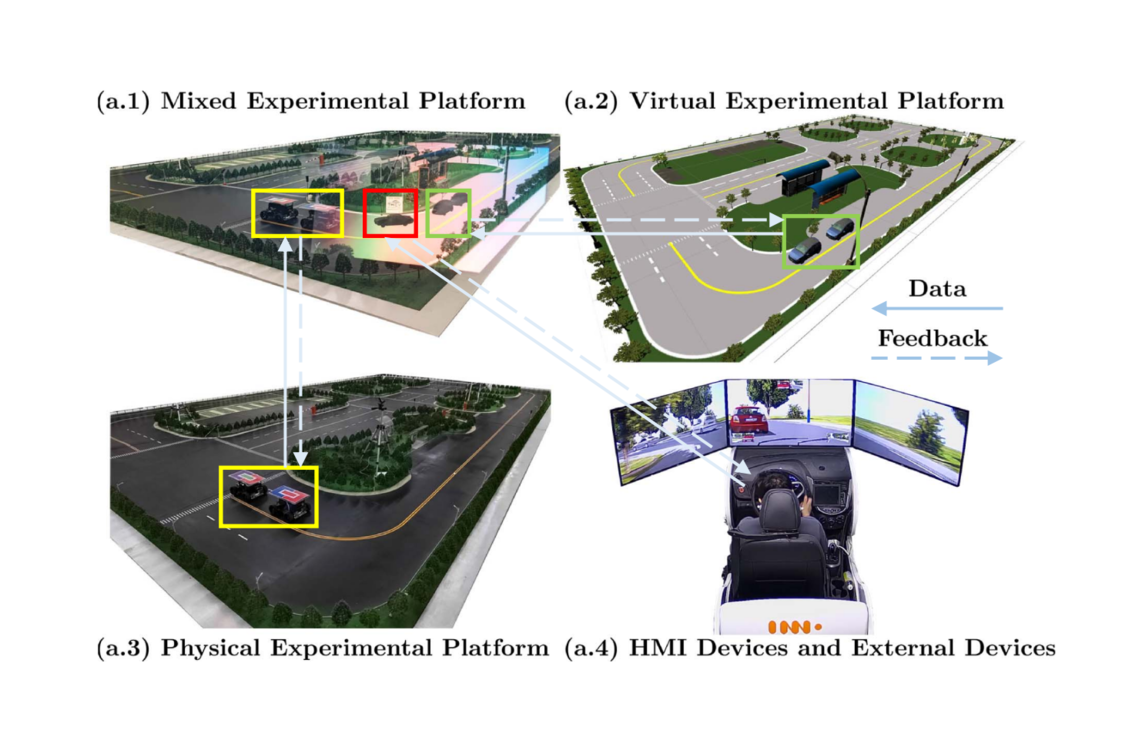 (a.1) Mixed Experimental Platform
(a.2) Virtual Experimental Platform
Data
Feedback
(a.3) Physical Experimental Platform
(a.4) HMI Devices and External Devices